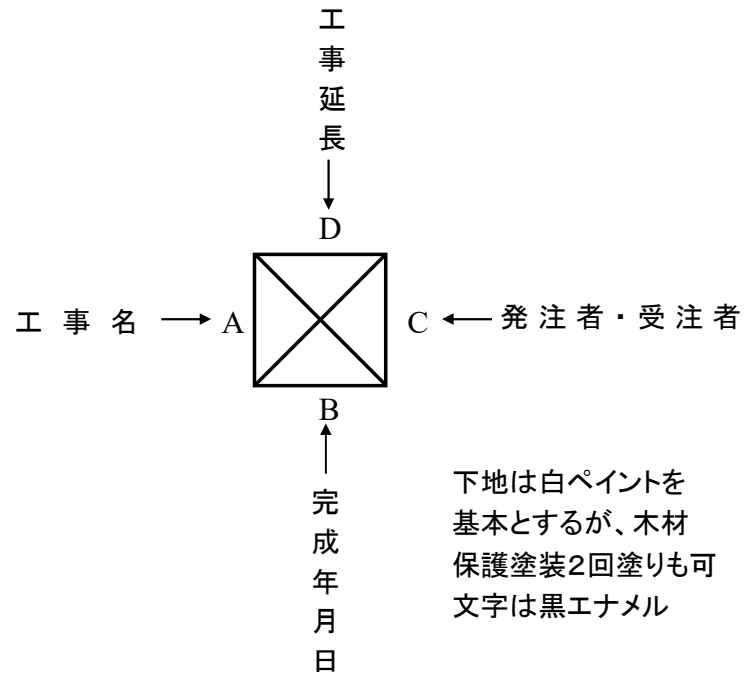 工事延長
D
工事名
A
C
発注者・受注者
B
完成年月日
下地は白ペイントを
基本とするが、木材
保護塗装2回塗りも可
文字は黒エナメル